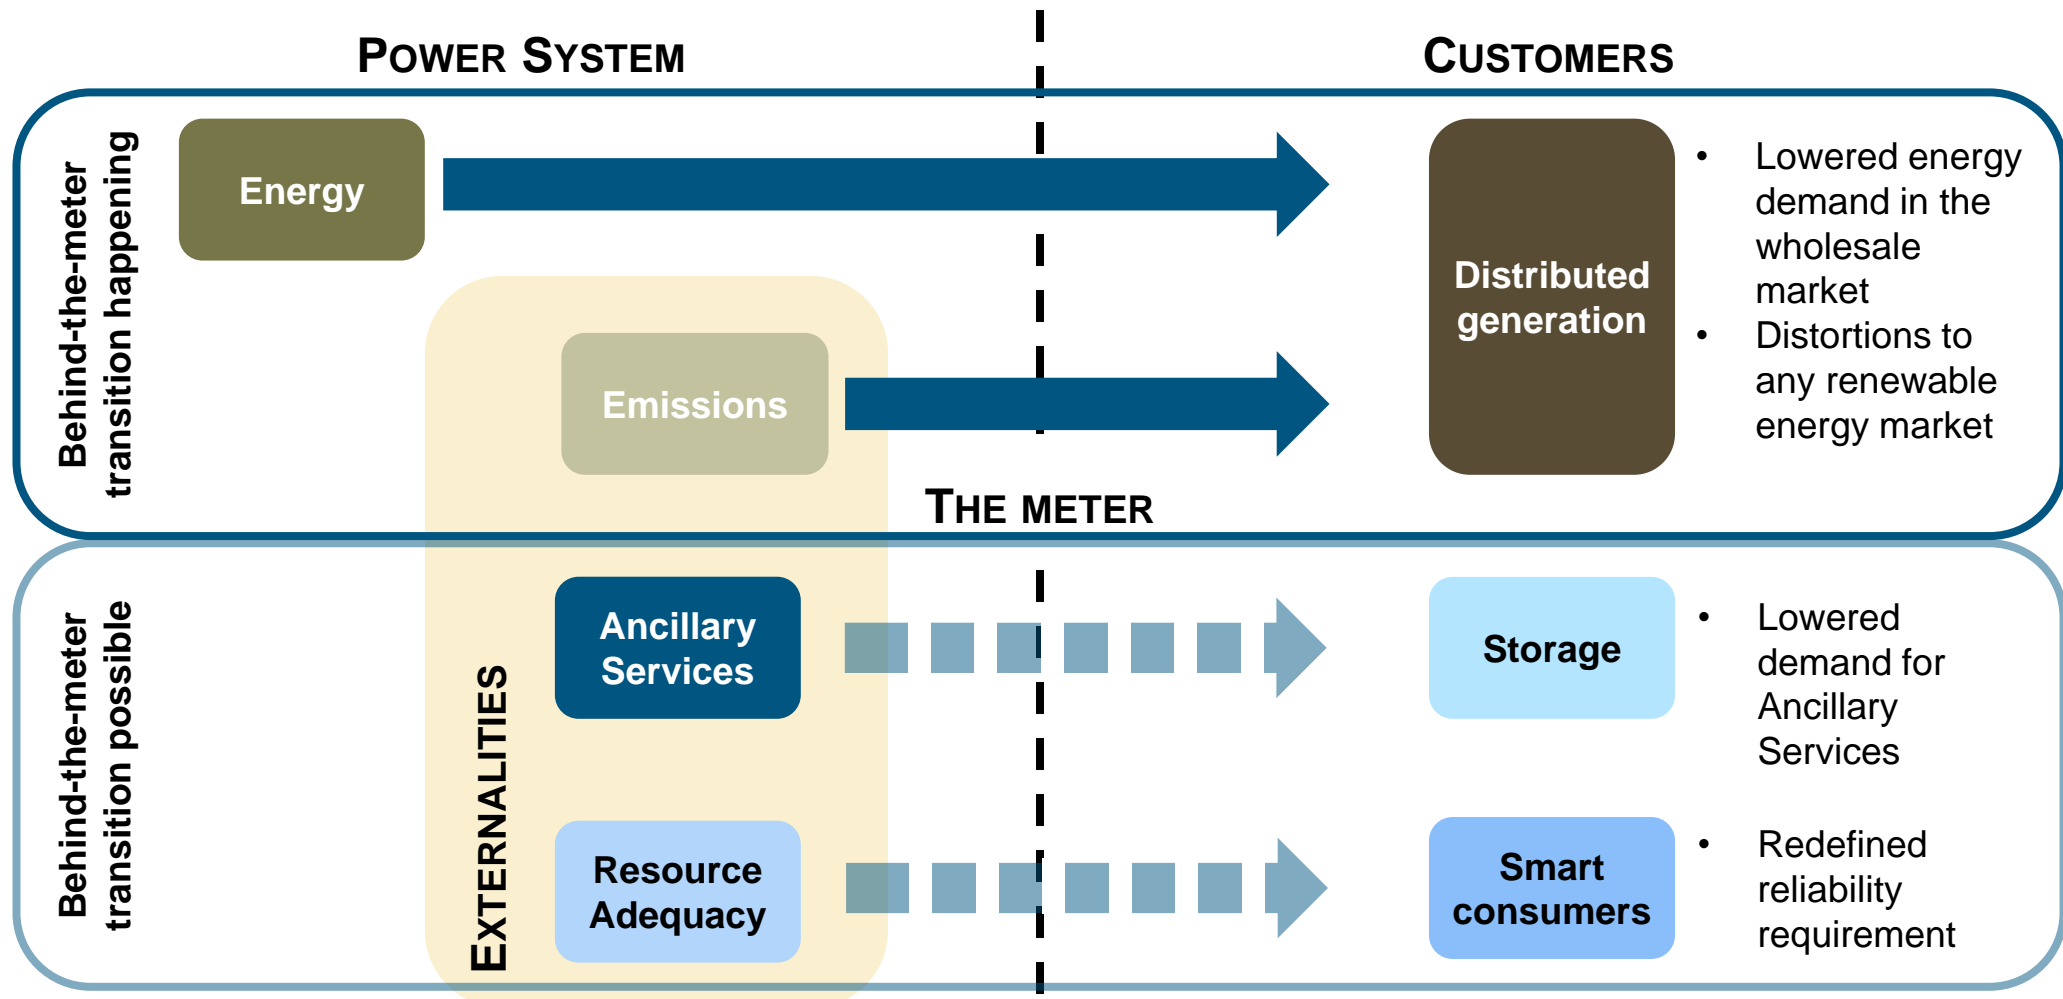 POWER SYSTEM
CUSTOMERS
Behind-the-meter
transition happening
Energy
Emissions
Distributed
generation
• Lowered energy
demand in the
wholesale
market
• Distortions to
any renewable
energy market
THE METER
Behind-the-meter
transition possible
EXTERNALITIES
Ancillary
Services
Storage
• Lowered
demand for
Ancillary
Services
Resource
Adequacy
Smart
consumers
• Redefined
reliability
requirement